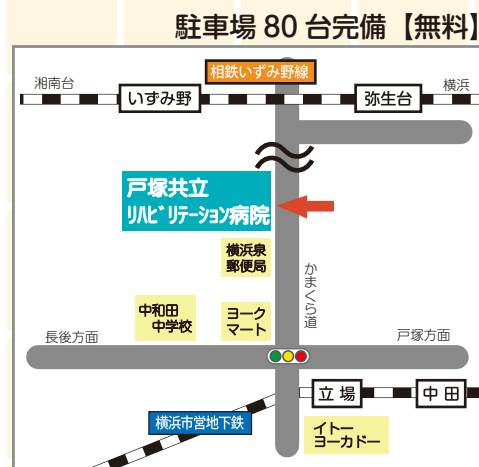 駐車場 80 台完備【無料】
相鉄いずみ野線
湘南台
横浜
いずみ野
弥生台
戸塚共立
リハビリテーション病院
横浜泉
郵便局
かまくら道
中和田
中学校
ヨーク
マート
長後方面
戸塚方面
立場
中田
横浜市営地下鉄
イトー
ヨーカドー